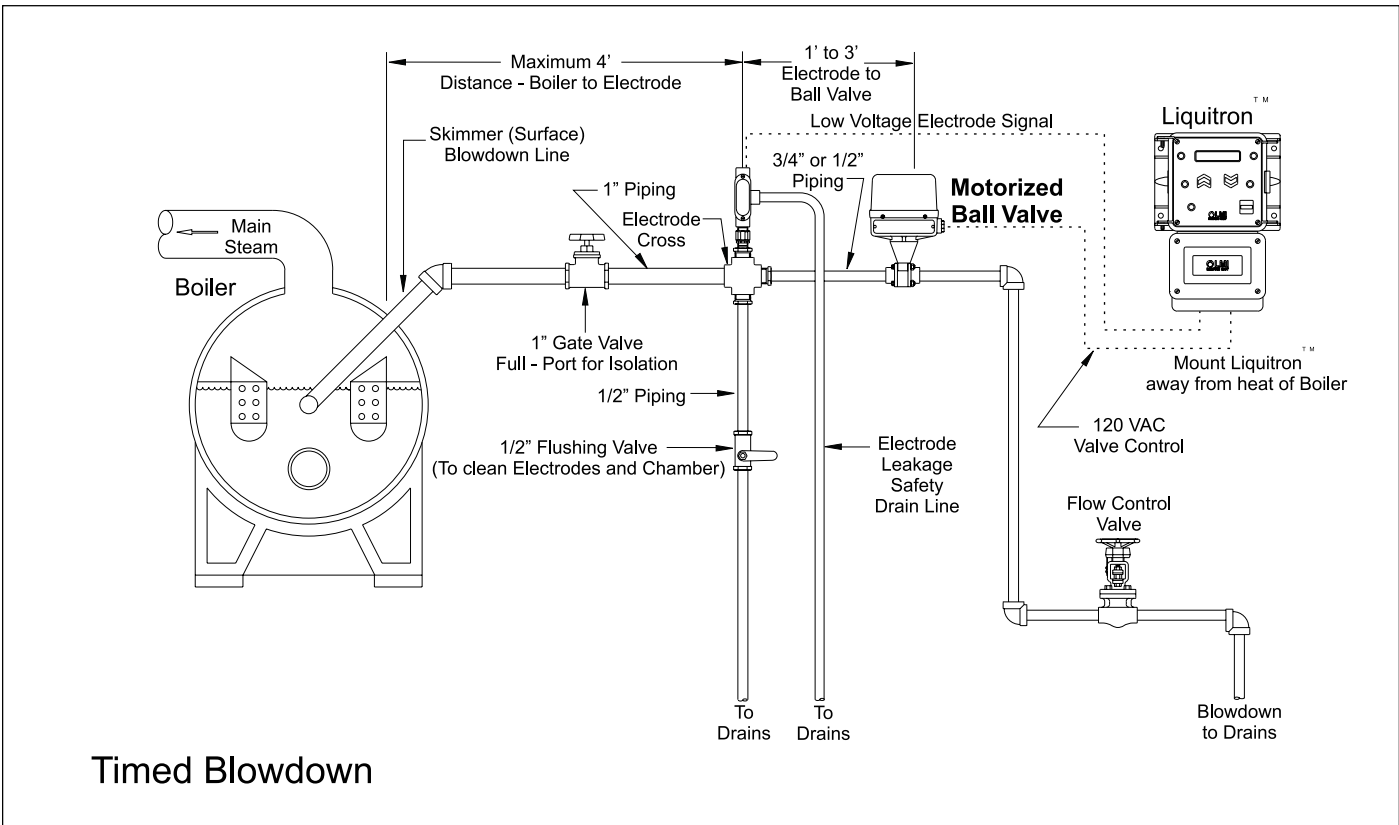 Maximum 4’
Distance - Boiler to Electrode
1’ to 3’
Electrode to
Ball Valve
Low Voltage Electrode Signal
TM
Liquitron
Skimmer (Surface)
Blowdown Line
3/4” or 1/2”
Piping
1” Piping
Motorized
Ball Valve
Electrode
Cross
Main
Steam
Boiler
LMI
LMI
1” Gate Valve
Full - Port for Isolation
TM
Mount Liquitron
away from heat of Boiler
1/2” Piping
120 VAC
Valve Control
1/2” Flushing Valve
(To clean Electrodes and Chamber)
Electrode
Leakage
Safety
Drain Line
Flow Control
Valve
To
Drains
To
Drains
Blowdown
to Drains
Timed Blowdown